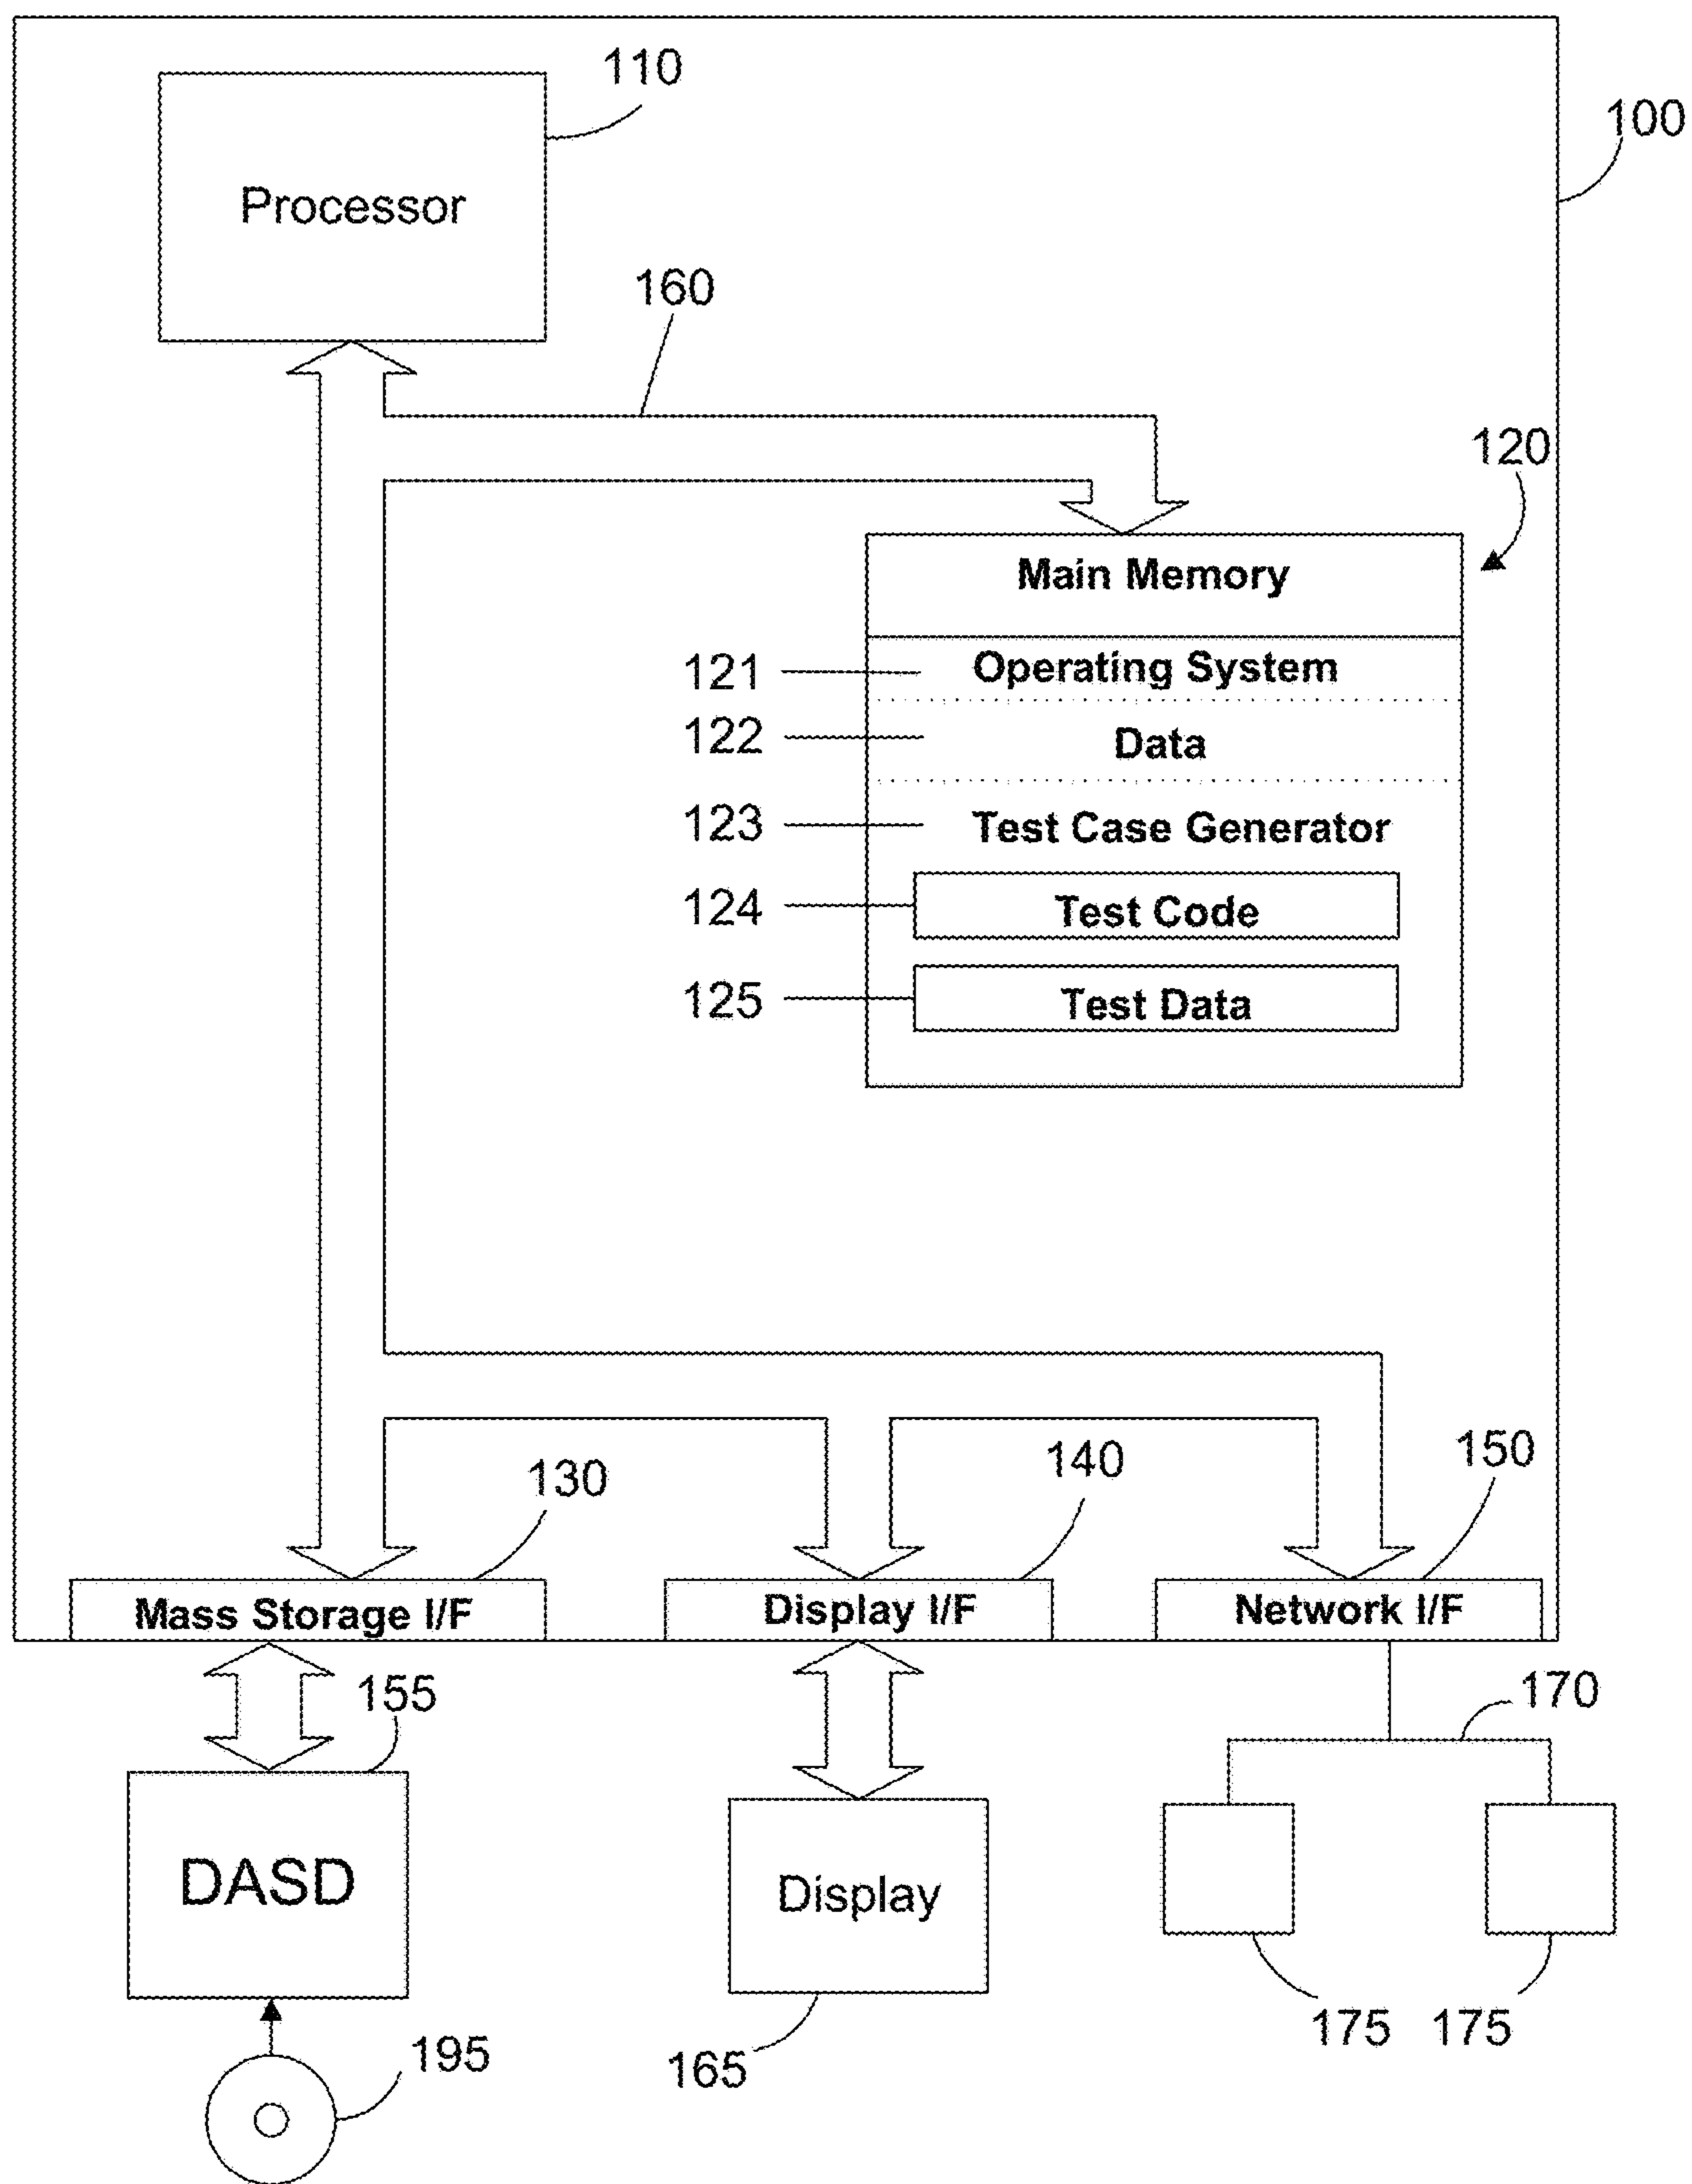 110
100
Processor
160
120
Main Memory
121 Operating System
122 Data
123 Test Case Generator
124 Test Code
125 Test Data
130
140
150
Mass Storage I/F
Display I/F
Network I/F
155
170
DASD
Display
175 175
195
165